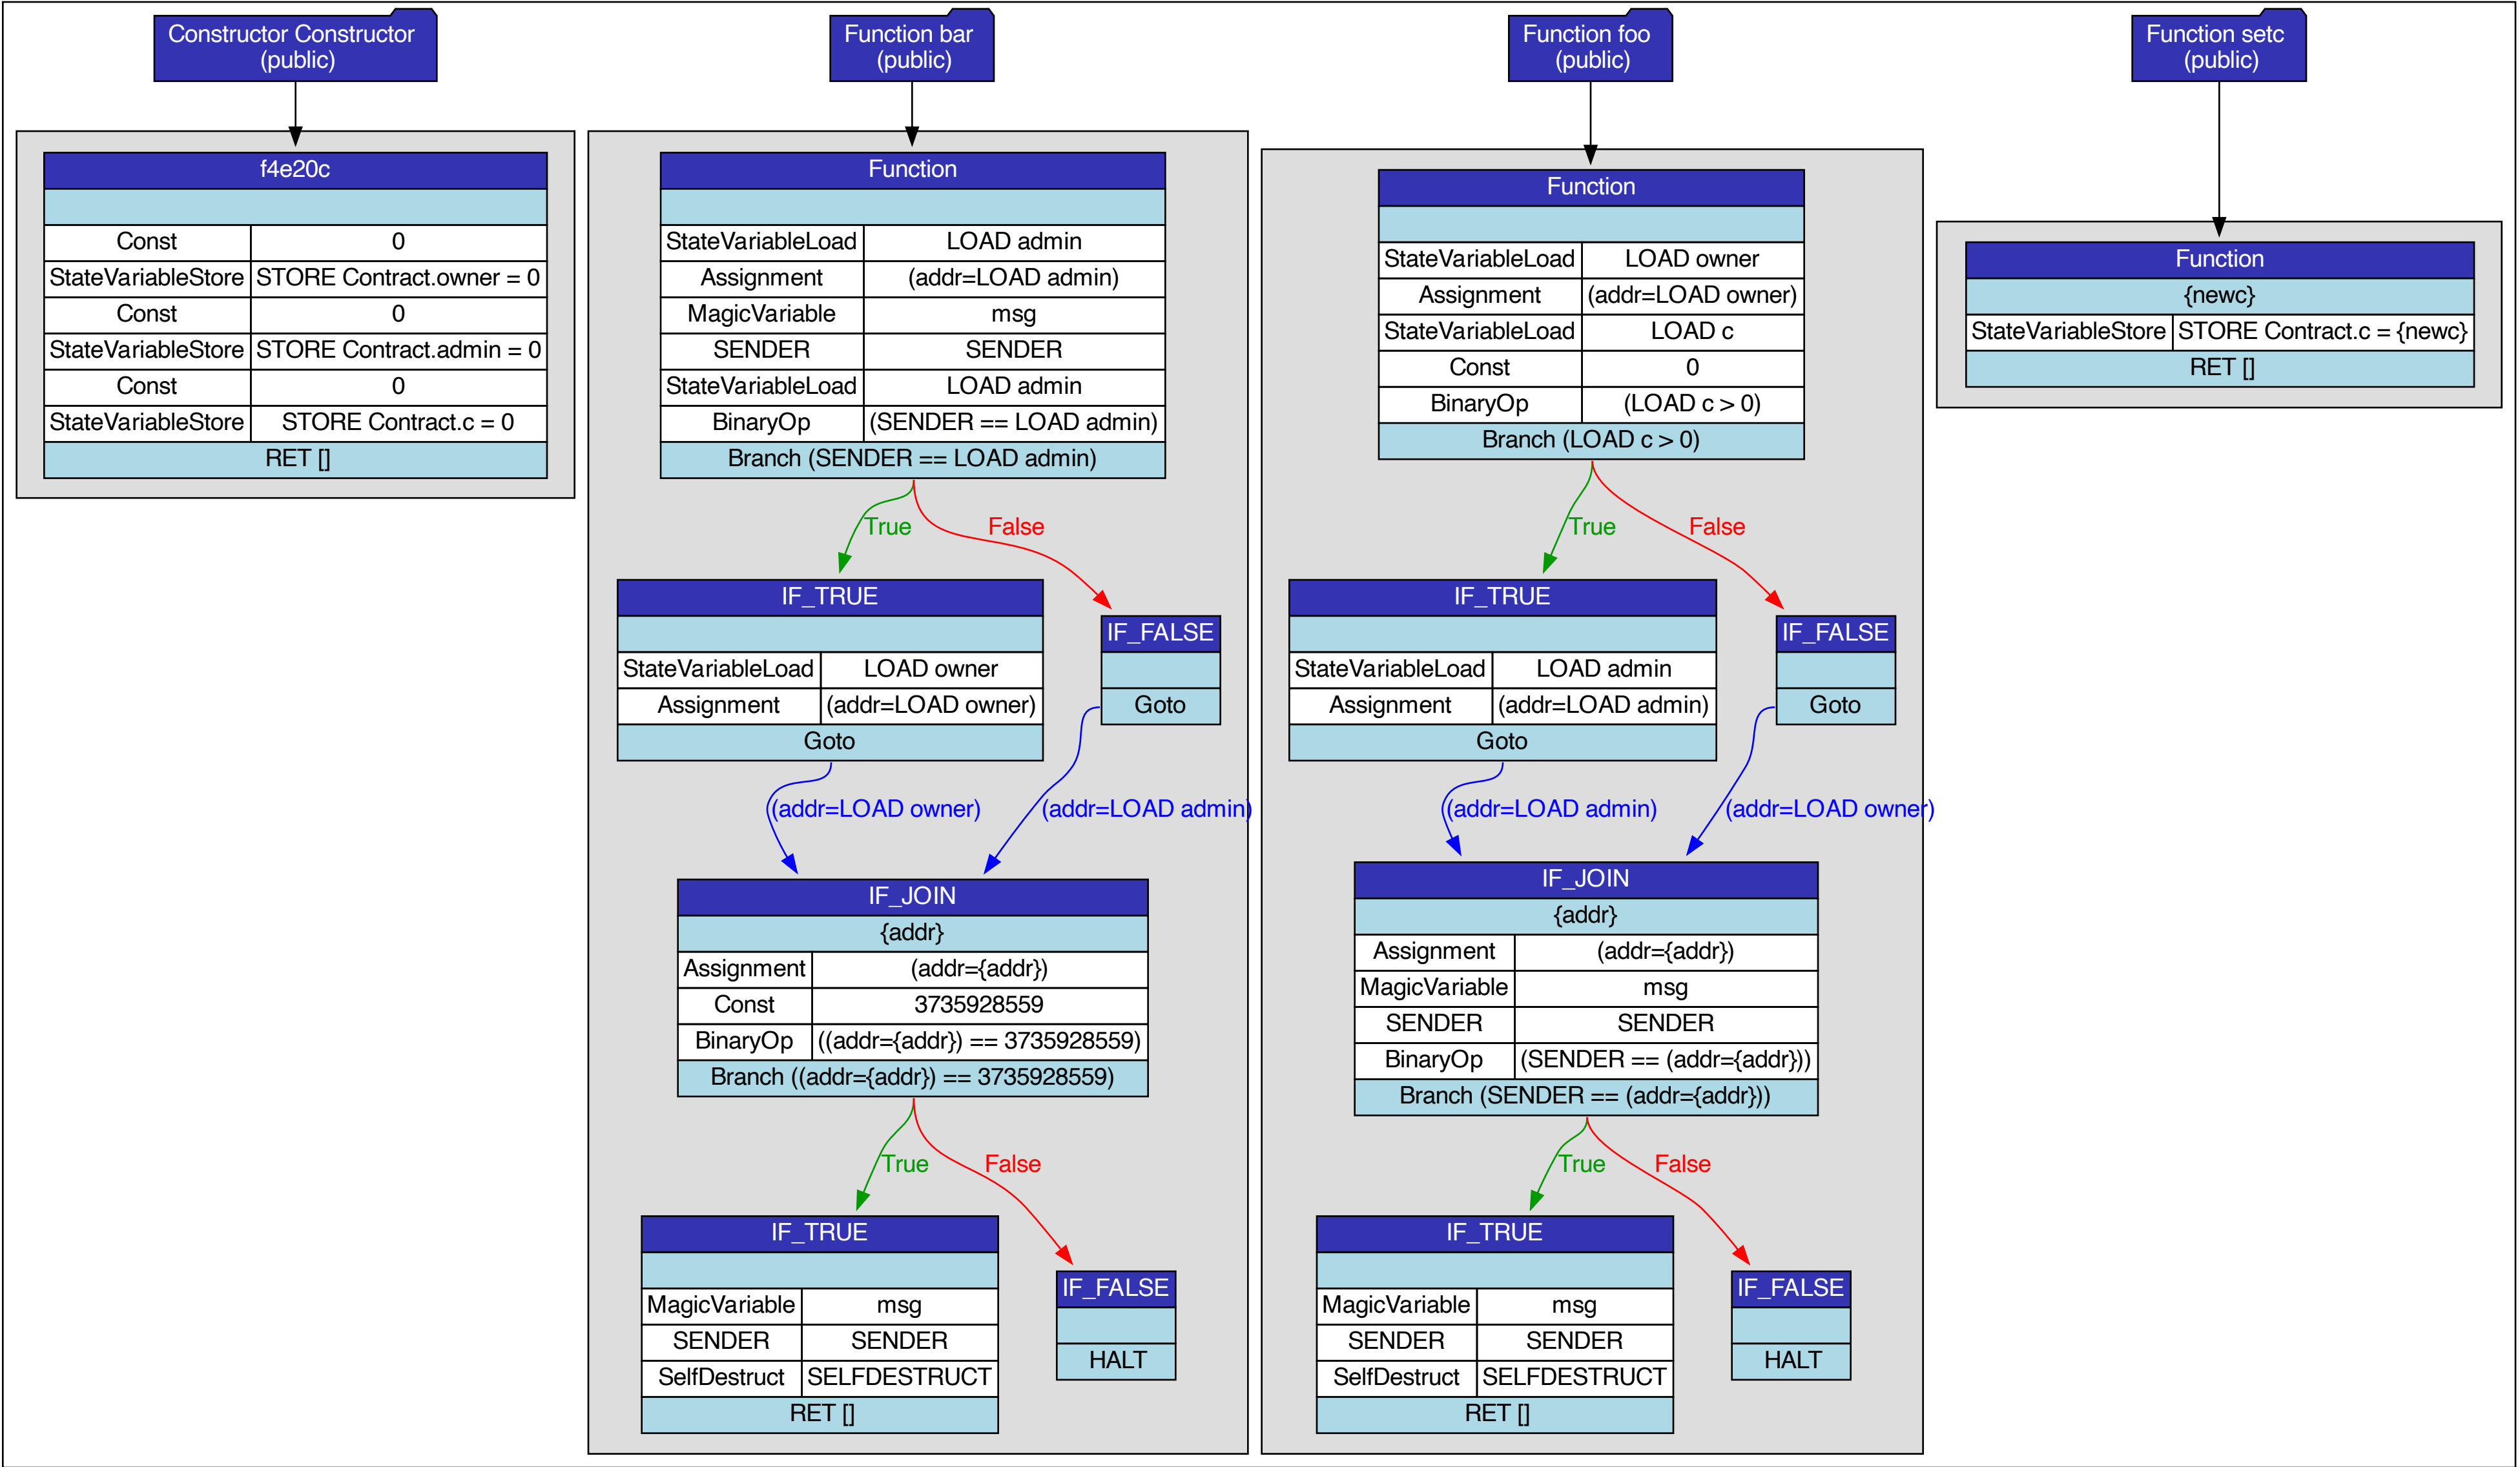 Constructor Constructor
(public)
f4e20c
Const 0
StateVariableStore STORE Contract.owner = 0
Const 0
StateVariableStore STORE Contract.admin = 0
Const 0
StateVariableStore STORE Contract.c = 0
RET []
Function bar
(public)
Function
StateVariableLoad LOAD admin
Assignment (addr=LOAD admin)
MagicVariable msg
SENDER SENDER
StateVariableLoad LOAD admin
BinaryOp (SENDER == LOAD admin)
Branch (SENDER == LOAD admin)
True
False
IF_TRUE
StateVariableLoad LOAD owner
Assignment (addr=LOAD owner)
Goto
IF_FALSE
Goto
(addr=LOAD owner)
(addr=LOAD admin)
IF_JOIN
{addr}
Assignment (addr={addr})
Const 3735928559
BinaryOp ((addr={addr}) == 3735928559)
Branch ((addr={addr}) == 3735928559)
True
False
IF_TRUE
MagicVariable msg
SENDER SENDER
SelfDestruct SELFDESTRUCT
RET []
IF_FALSE
HALT
Function foo
(public)
Function
StateVariableLoad LOAD owner
Assignment (addr=LOAD owner)
StateVariableLoad LOAD c
Const 0
BinaryOp (LOAD c > 0)
Branch (LOAD c > 0)
True
False
IF_TRUE
StateVariableLoad LOAD admin
Assignment (addr=LOAD admin)
Goto
IF_FALSE
Goto
(addr=LOAD admin)
(addr=LOAD owner)
IF_JOIN
{addr}
Assignment (addr={addr})
MagicVariable msg
SENDER SENDER
BinaryOp (SENDER == (addr={addr}))
Branch (SENDER == (addr={addr}))
True
False
IF_TRUE
MagicVariable msg
SENDER SENDER
SelfDestruct SELFDESTRUCT
RET []
IF_FALSE
HALT
Function setc
(public)
Function
{newc}
StateVariableStore STORE Contract.c = {newc}
RET []